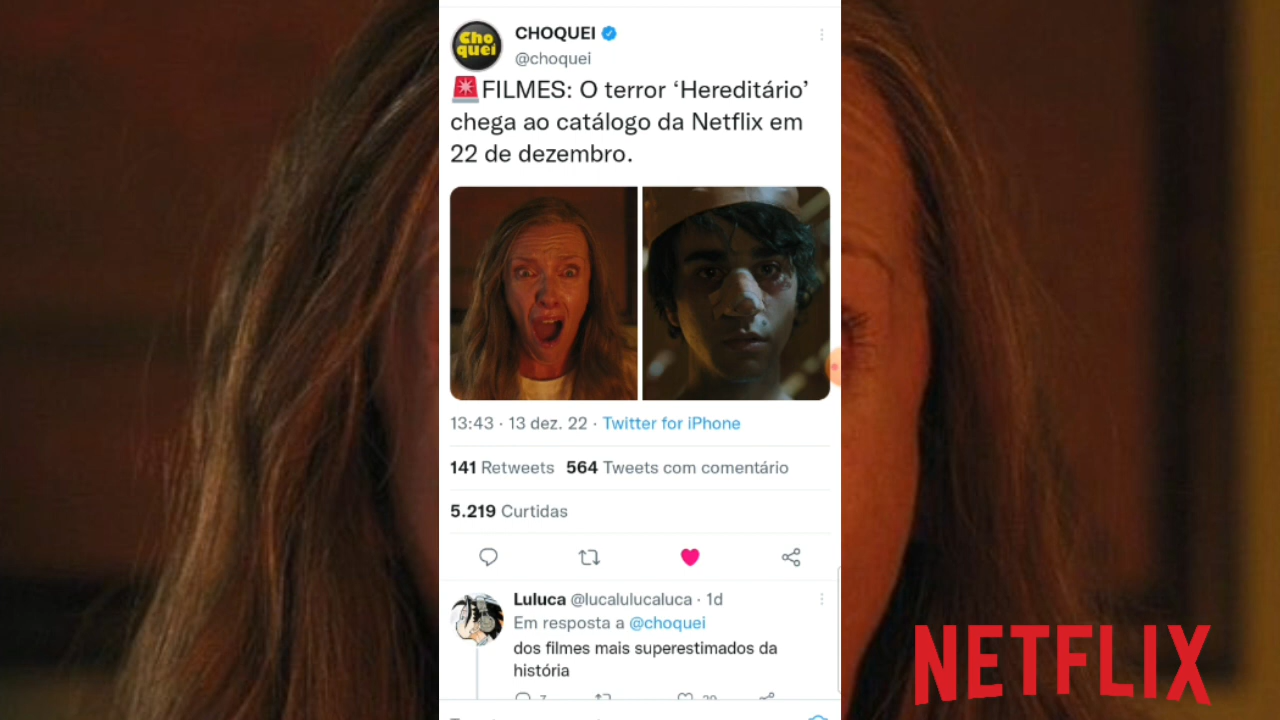 Cho
quei
CHOQUEI
@choquei
🚨FILMES: O terror ‘Hereditário’
chega ao catálogo da Netflix em
22 de dezembro.
13:43 · 13 dez. 22 · Twitter for iPhone
141 Retweets 564 Tweets com comentário
5.219 Curtidas
Luluca @lucalulucaluca · 1d
Em resposta a @choquei
dos filmes mais superestimados da
história
NETFLIX